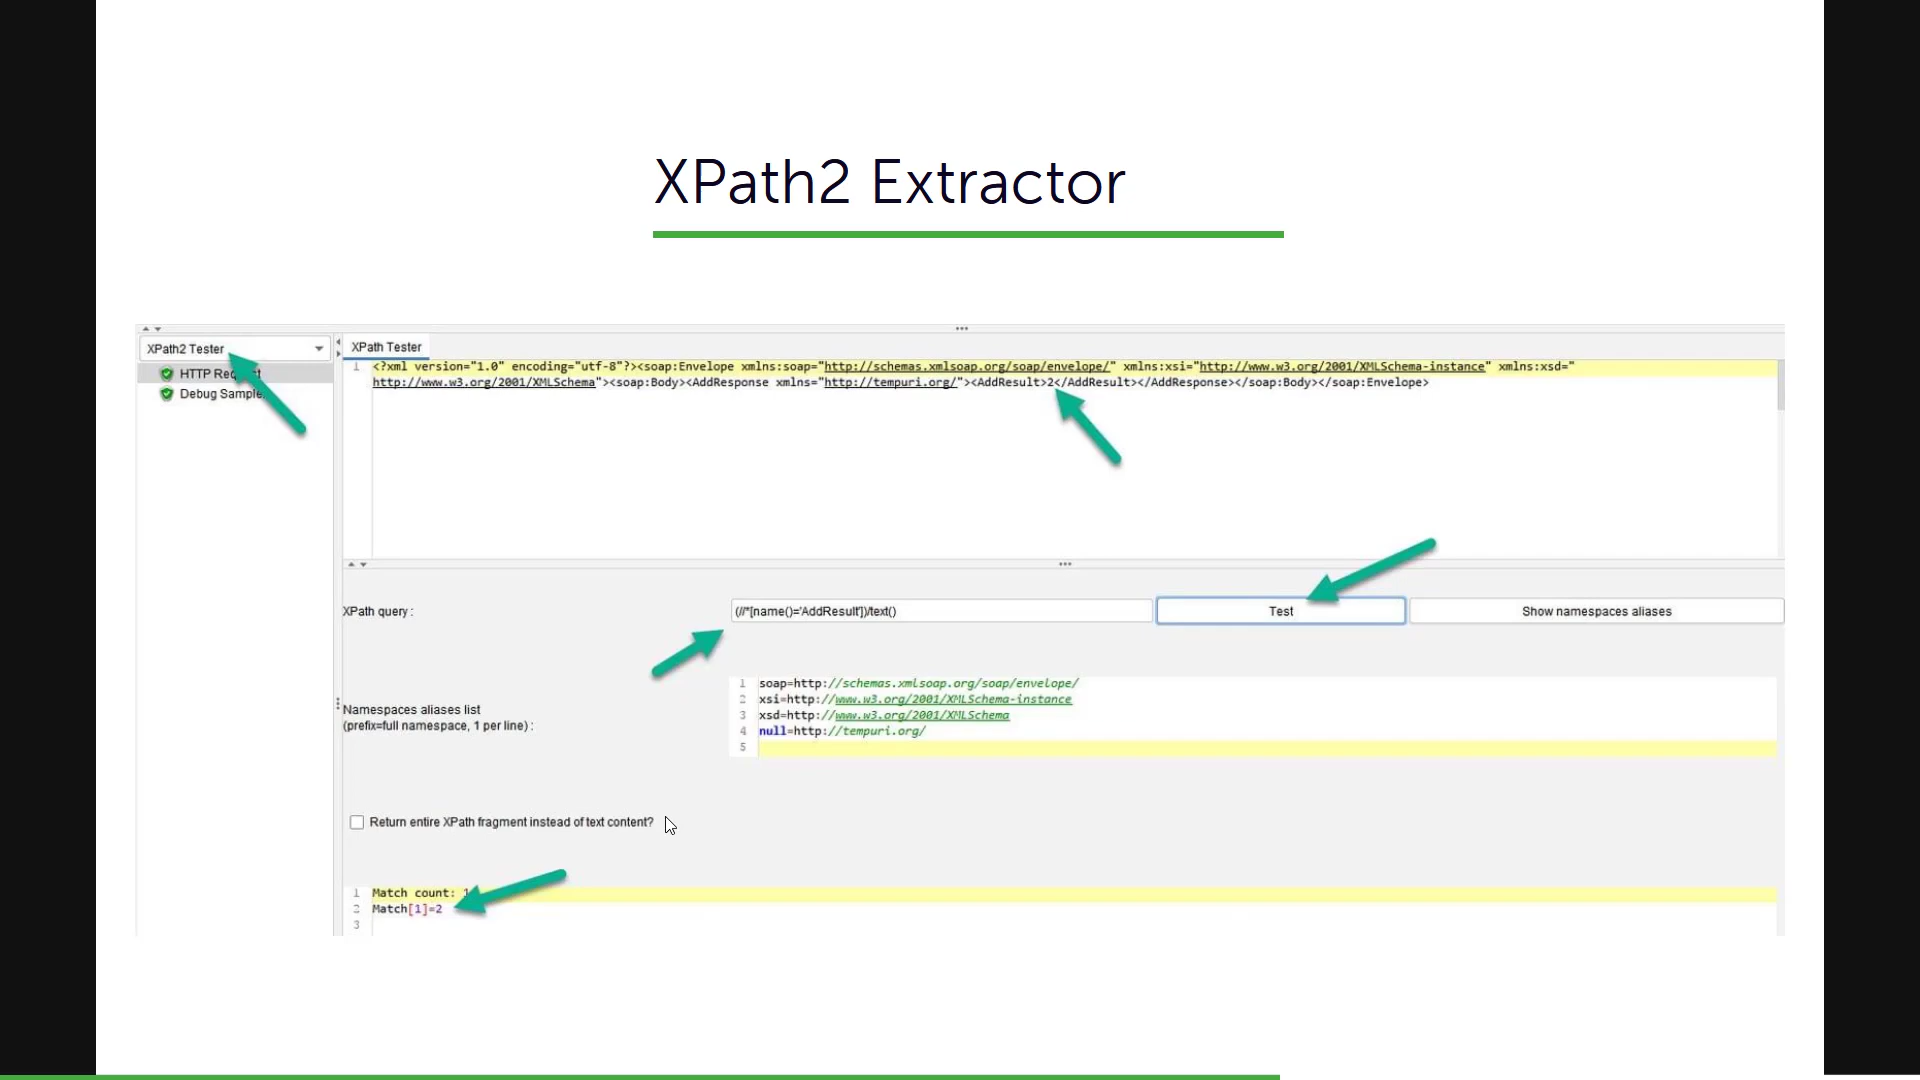 XPath2 Extractor
XPath2 Tester
HTTP Req t
Debug Sample
XPath Tester
1 <?xml version="1.0" encoding="utf-8"?><soap:Envelope xmlns:soap="http://schemas.xmlsoap.org/soap/envelope/" xmlns:xsi="http://www.w3.org/2001/XMLSchema-instance" xmlns:xsd="
http://www.w3.org/2001/XMLSchema"><soap:Body><AddResponse xmlns="http://tempuri.org/"><AddResult>2</AddResult></AddResponse></soap:Body></soap:Envelope>
XPath query :
(//*[name()='AddResult'])/text()
Test
Show namespaces aliases
Namespaces aliases list
(prefix=full namespace, 1 per line) :
1 soap=http://schemas.xmlsoap.org/soap/envelope/
2 xsi=http://www.w3.org/2001/XMLSchema-instance
3 xsd=http://www.w3.org/2001/XMLSchema
4 null=http://tempuri.org/
5
Return entire XPath fragment instead of text content?
1 Match count: 1
2 Match[1]=2
3